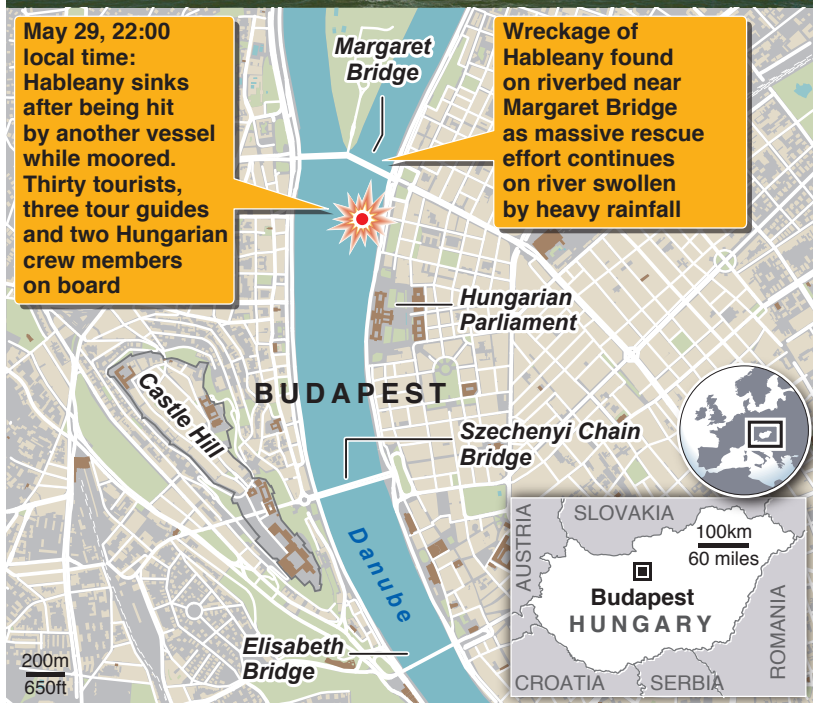 May 29, 22:00
local time:
Hableany sinks
after being hit
by another vessel
while moored.
Thirty tourists,
three tour guides
and two Hungarian
crew members
on board
Margaret
Bridge
Wreckage of
Hableany found
on riverbed near
Margaret Bridge
as massive rescue
effort continues
on river swollen
by heavy rainfall
Hungarian
Parliament
Castle Hill
BUDAPEST
Szechenyi Chain
Bridge
Danube
Elisabeth
Bridge
200m
650ft
AUSTRIA
SLOVAKIA
100km
60 miles
Budapest
HUNGARY
ROMANIA
CROATIA
SERBIA